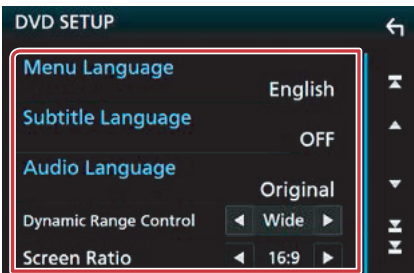 DVD SETUP
Menu Language
English
Subtitle Language
OFF
Audio Language
Original
Dynamic Range Control
Wide
Screen Ratio
16:9